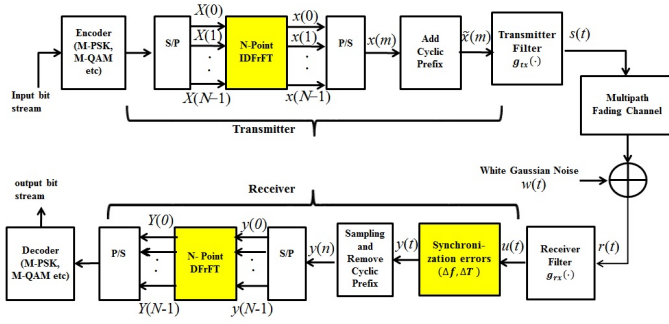 Encoder
(M-PSK,
M-QAM
etc)
Input bit
stream
S/P
X(0)
X(1)
X(N–1)
N-Point
IDFrFT
x(0)
x(1)
x(N–1)
P/S
x(m)
Add
Cyclic
Prefix
x̃(m)
Transmitter
Filter
g_tx(·)
s(t)
Transmitter
Multipath
Fading Channel
White Gaussian Noise
w(t)
r(t)
Receiver
Receiver
Filter
g_rx(·)
u(t)
Synchroni-
zation errors
(Δf,ΔT)
y(t)
Sampling
and
Remove
Cyclic
Prefix
y(n)
S/P
y(0)
y(N-1)
N- Point
DFrFT
Y(0)
Y(N-1)
P/S
Decoder
(M-PSK,
M-QAM etc)
output bit
stream